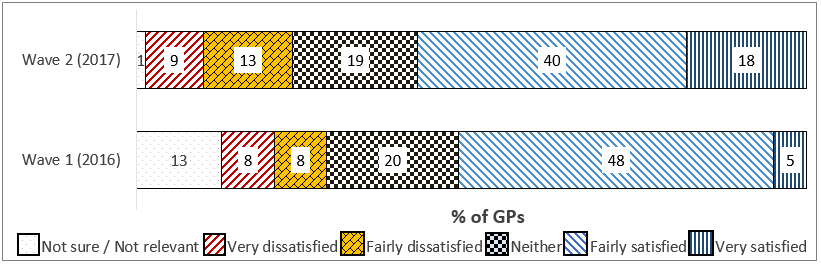 Wave 2 (2017) 1 9 13 19 40 18
Wave 1 (2016) 13 8 8 20 48 5
% of GPs
Not sure / Not relevant Very dissatisfied Fairly dissatisfied Neither Fairly satisfied Very satisfied